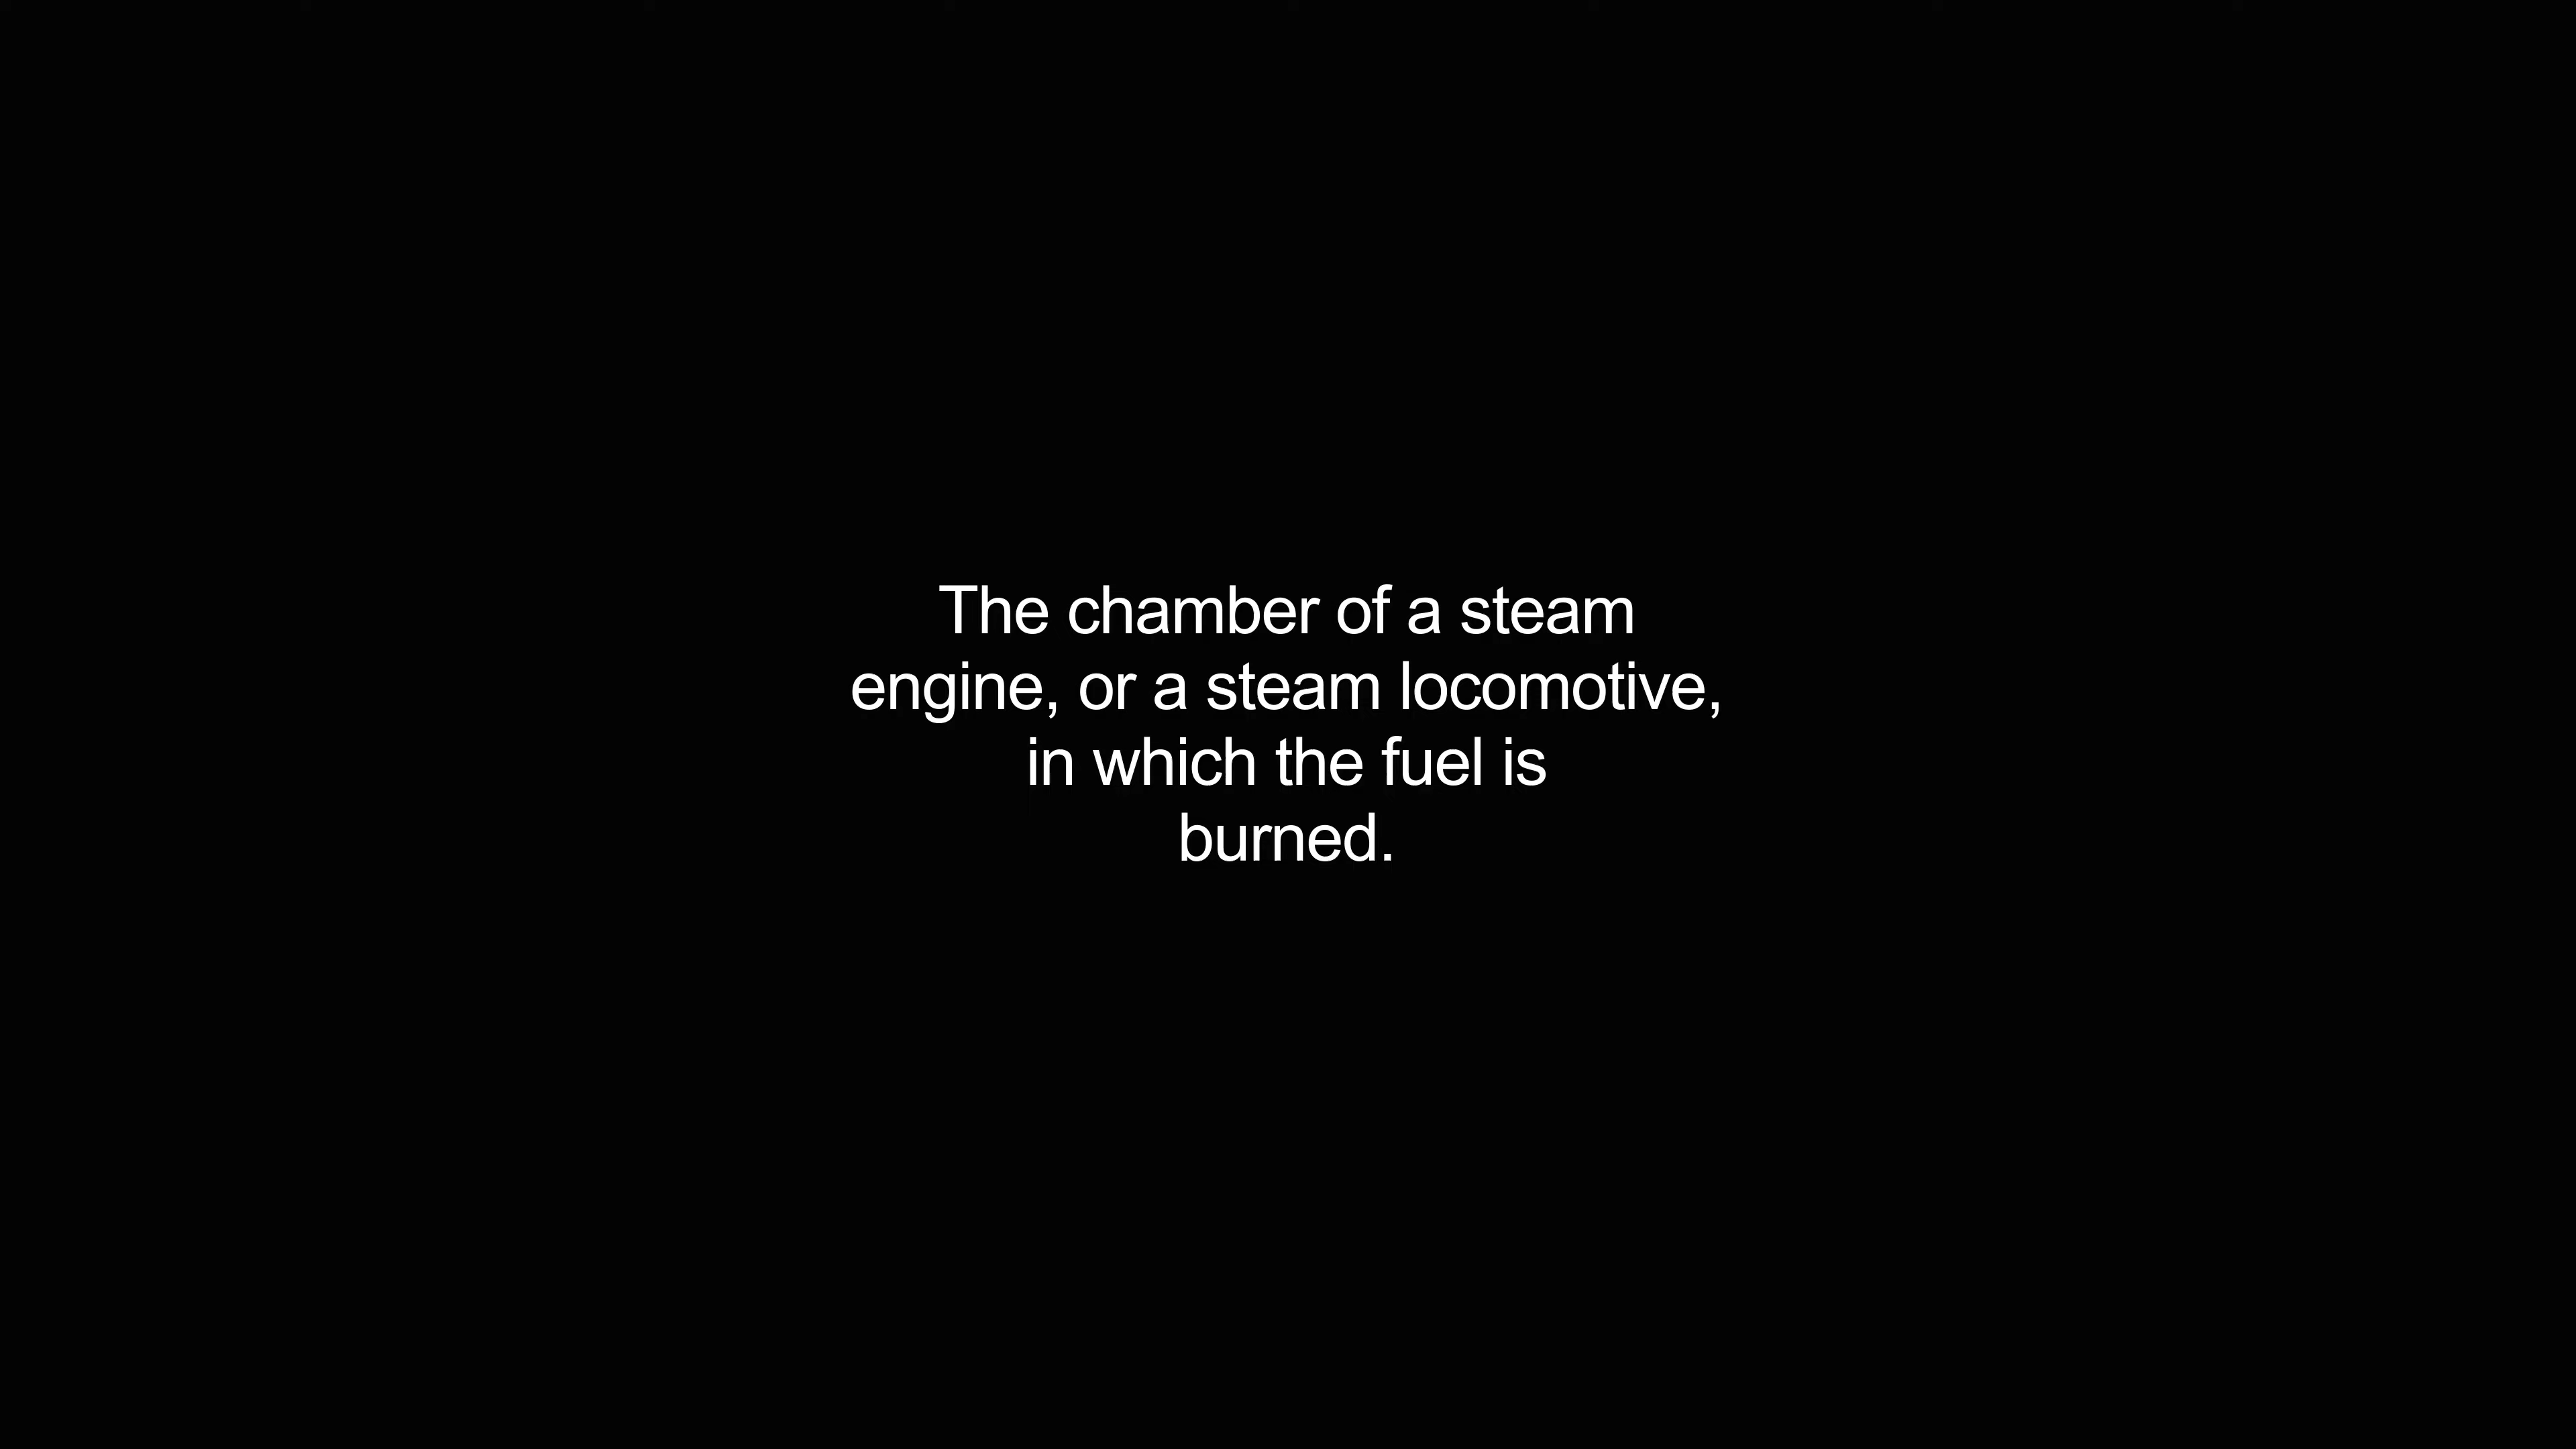 The chamber of a steam
engine, or a steam locomotive,
in which the fuel is
burned.